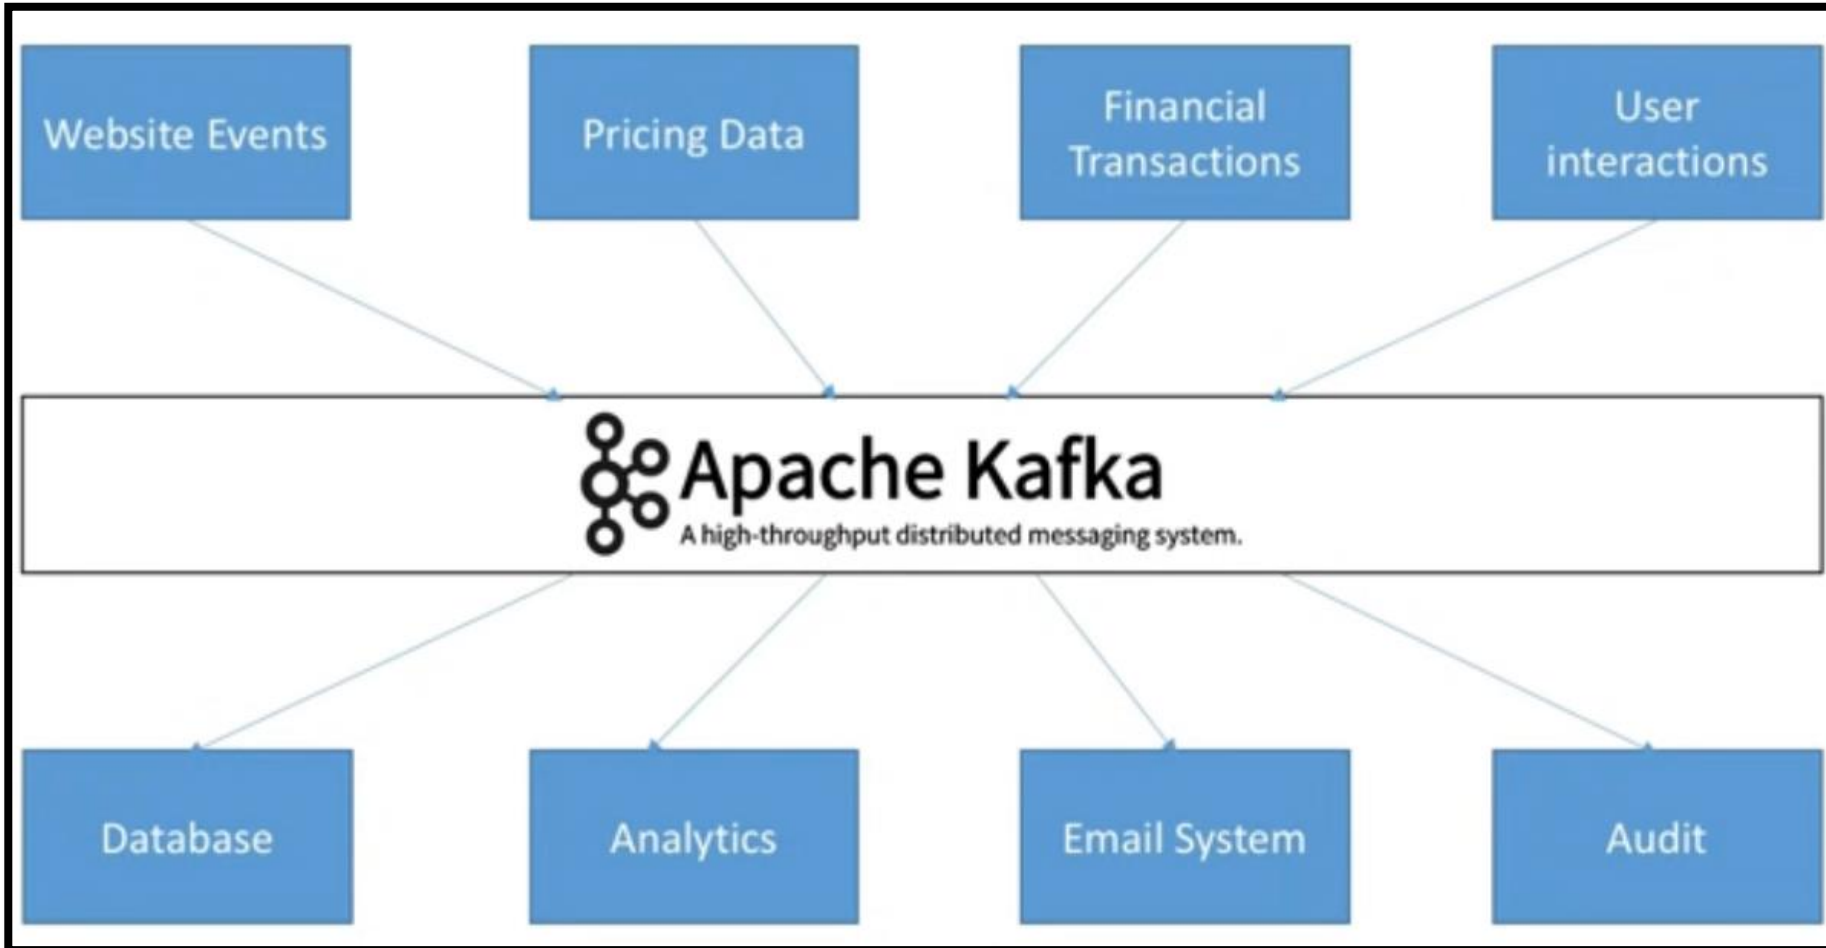 Website Events
Pricing Data
Financial
Transactions
User
interactions
Apache Kafka
A high-throughput distributed messaging system.
Database
Analytics
Email System
Audit